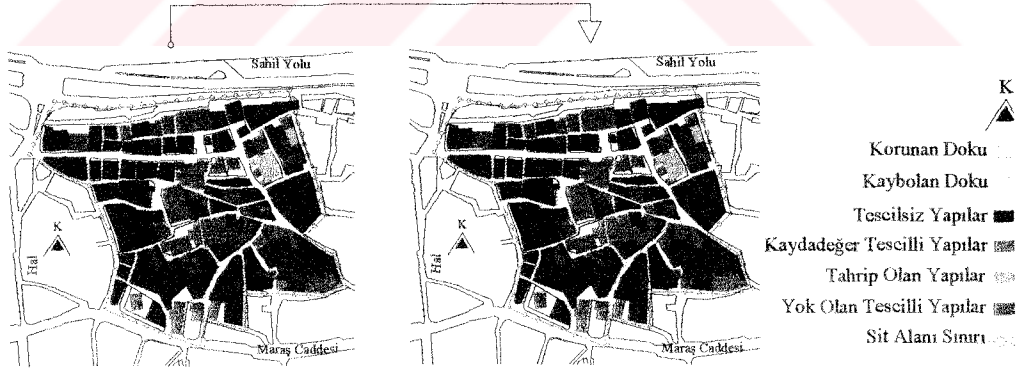 Sahil Yolu
K
Hal
Maraş Caddesi
Sahil Yolu
K
Hal
Maraş Caddesi
K
Korunan Doku
Kaybolan Doku
Tescilsiz Yapılar
Kaydadeğer Tescilli Yapılar
Tahrip Olan Yapılar
Yok Olan Tescilli Yapılar
Sit Alanı Sınırı